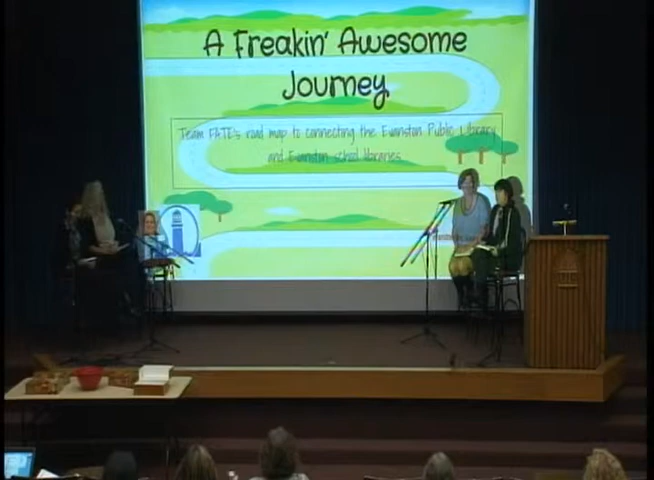 A Freakin' Awesome
Journey
Team FATE's road map to connecting the Evanston Public Library
and Evanston school libraries